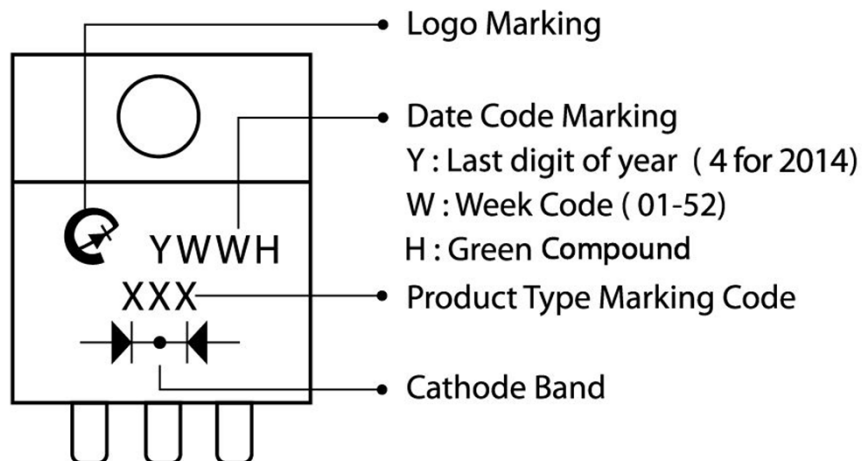 Logo Marking
Date Code Marking
Y : Last digit of year ( 4 for 2014)
W : Week Code ( 01-52)
H : Green Compound
YWWH
XXX
Product Type Marking Code
Cathode Band